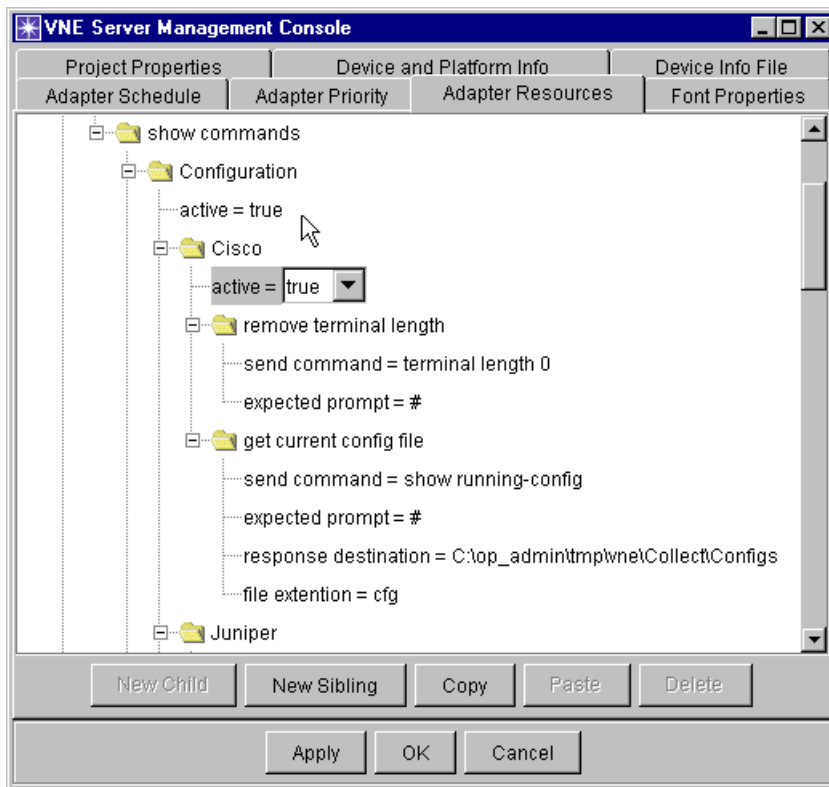 VNE Server Management Console
Project Properties Device and Platform Info Device Info File
Adapter Schedule Adapter Priority Adapter Resources Font Properties
show commands
Configuration
active = true
Cisco
active = true
remove terminal length
send command = terminal length 0
expected prompt = #
get current config file
send command = show running-config
expected prompt = #
response destination = C:\op_admin\tmp\vne\Collect\Configs
file extention = cfg
Juniper
New Child New Sibling Copy Paste Delete
Apply OK Cancel